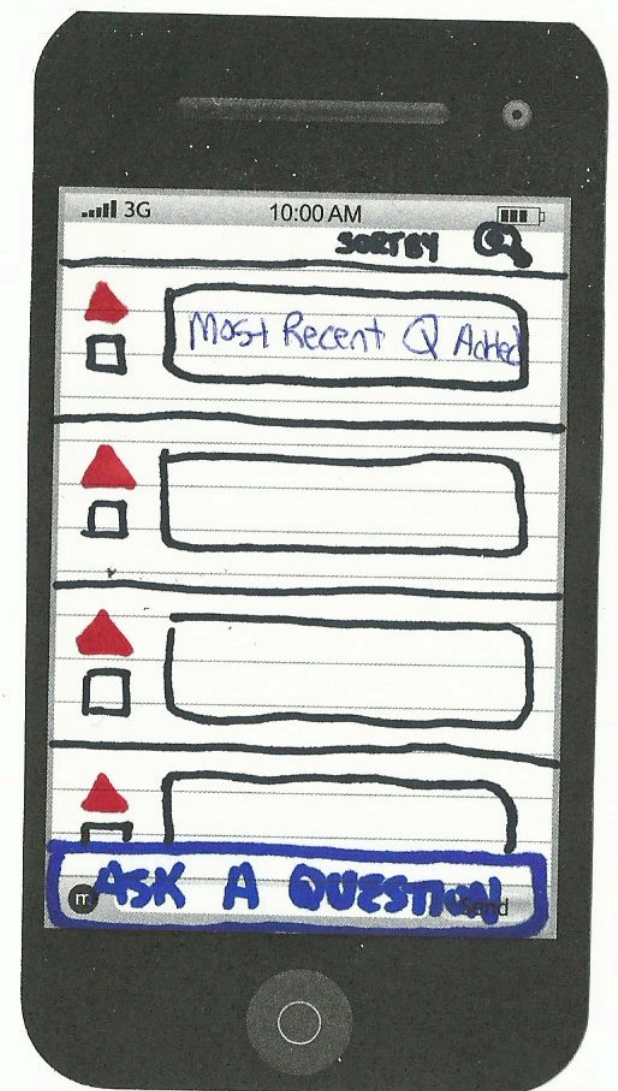 3G 10:00 AM
SORT BY
Most Recent Q Added
ASK A QUESTION
m Send